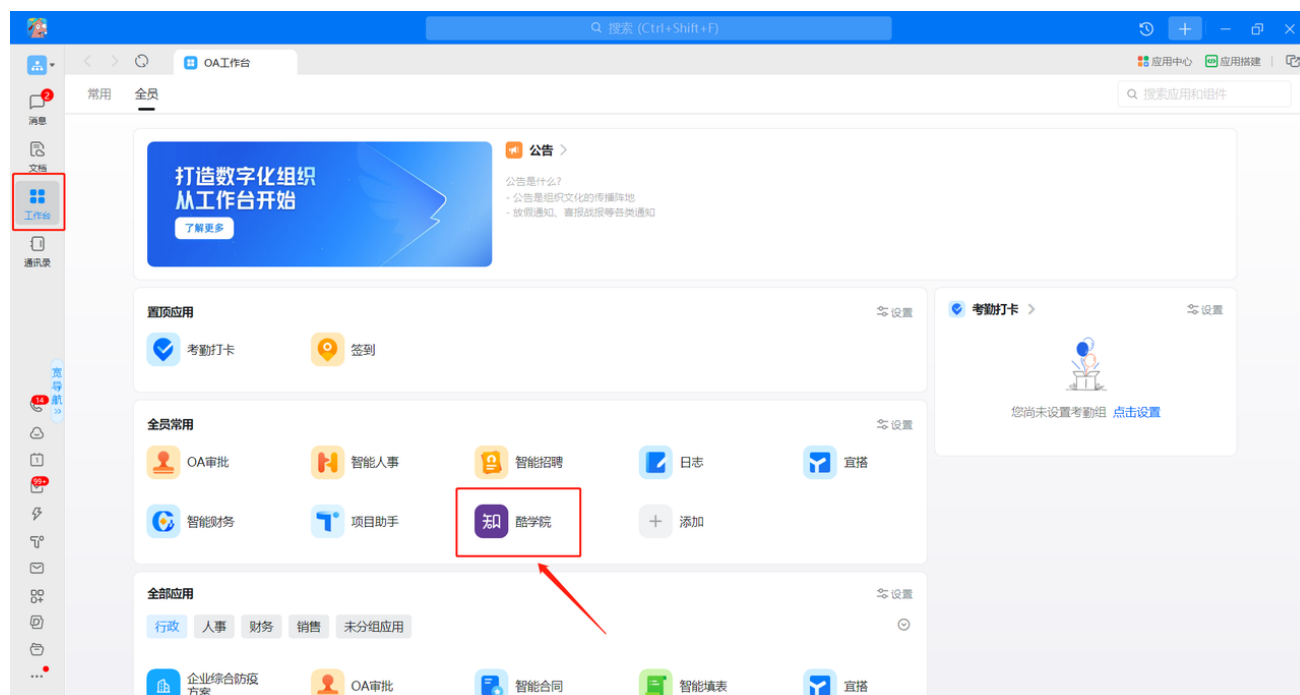 搜索 (Ctrl+Shift+F)
OA工作台
应用中心
应用搭建
常用
全员
搜索应用和组件
2
消息
文档
工作台
通讯录
宽导航
14
1
99+
打造数字化组织
从工作台开始
了解更多
公告
公告是什么?
- 公告是组织文化的传播阵地
- 放假通知、喜报战报等各类通知
置顶应用
设置
考勤打卡
签到
考勤打卡
设置
您尚未设置考勤组 点击设置
全员常用
设置
OA审批
智能人事
智能招聘
日志
宜搭
智能财务
项目助手
知
酷学院
添加
全部应用
设置
行政
人事
财务
销售
未分组应用
企业综合防疫
方案
OA审批
智能合同
智能填表
宜搭